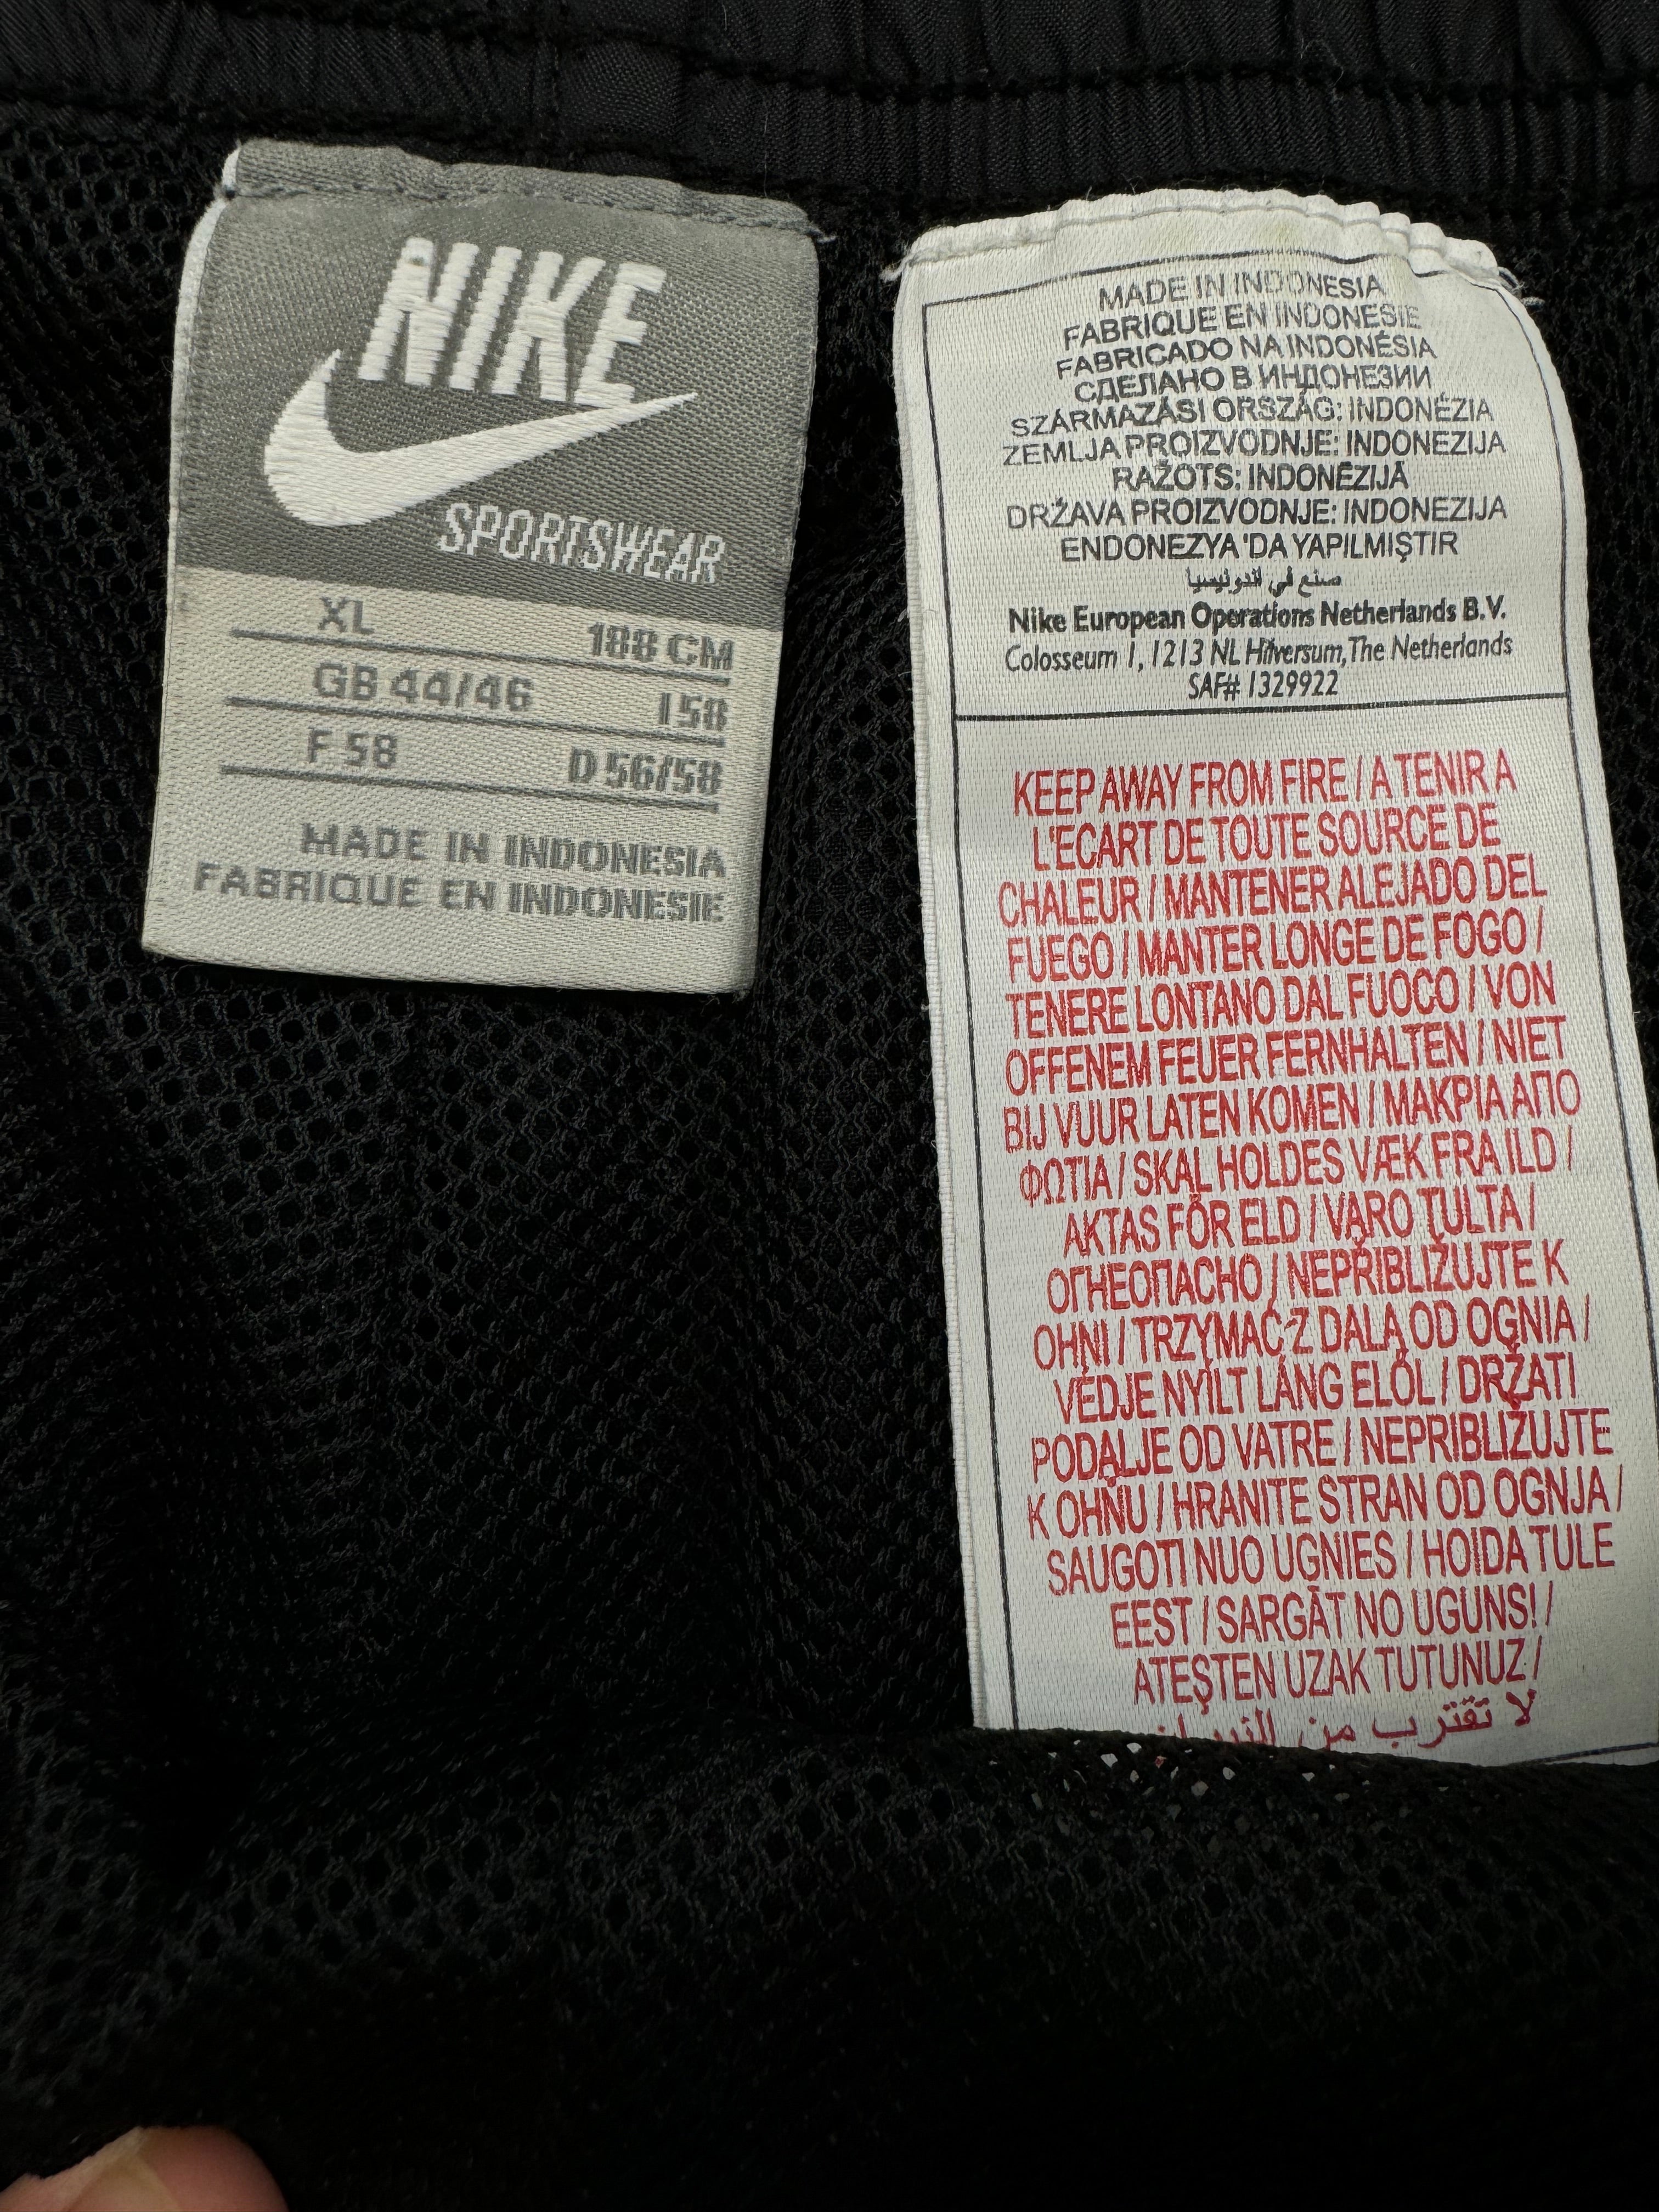 NIKE
SPORTSWEAR
XL 188 CM
GB 44/46 I 58
F 58 D 56/58
MADE IN INDONESIA
FABRIQUE EN INDONESIE
MADE IN INDONESIA
FABRIQUE EN INDONESIE
FABRICADO NA INDONÉSIA
СДЕЛАНО В ИНДОНЕЗИИ
SZÁRMAZÁSI ORSZÁG: INDONÉZIA
ZEMLJA PROIZVODNJE: INDONEZIJA
RAŽOTS: INDONĒZIJĀ
DRŽAVA PROIZVODNJE: INDONEZIJA
ENDONEZYA 'DA YAPILMIŞTIR
صنع في اندونيسيا
Nike European Operations Netherlands B.V.
Colosseum 1, 1213 NL Hilversum, The Netherlands
SAF# 1329922
KEEP AWAY FROM FIRE / A TENIR A
L'ECART DE TOUTE SOURCE DE
CHALEUR / MANTENER ALEJADO DEL
FUEGO / MANTER LONGE DE FOGO /
TENERE LONTANO DAL FUOCO / VON
OFFENEM FEUER FERNHALTEN / NIET
BIJ VUUR LATEN KOMEN / ΜΑΚΡΙΑ ΑΠΟ
ΦΩΤΙΑ / SKAL HOLDES VÆK FRA ILD /
AKTAS FÖR ELD / VARO TULTA /
ОГНЕОПАСНО / NEPŘIBLIŽUJTE K
OHNI / TRZYMAĆ Z DALA OD OGNIA /
VÉDJE NYÍLT LÁNG ELŐL / DRŽATI
PODALJE OD VATRE / NEPRIBLIŽUJTE
K OHŇU / HRANITE STRAN OD OGNJA /
SAUGOTI NUO UGNIES / HOIDA TULE
EEST / SARGĀT NO UGUNS! /
ATEŞTEN UZAK TUTUNUZ /
لا تقترب من النيران